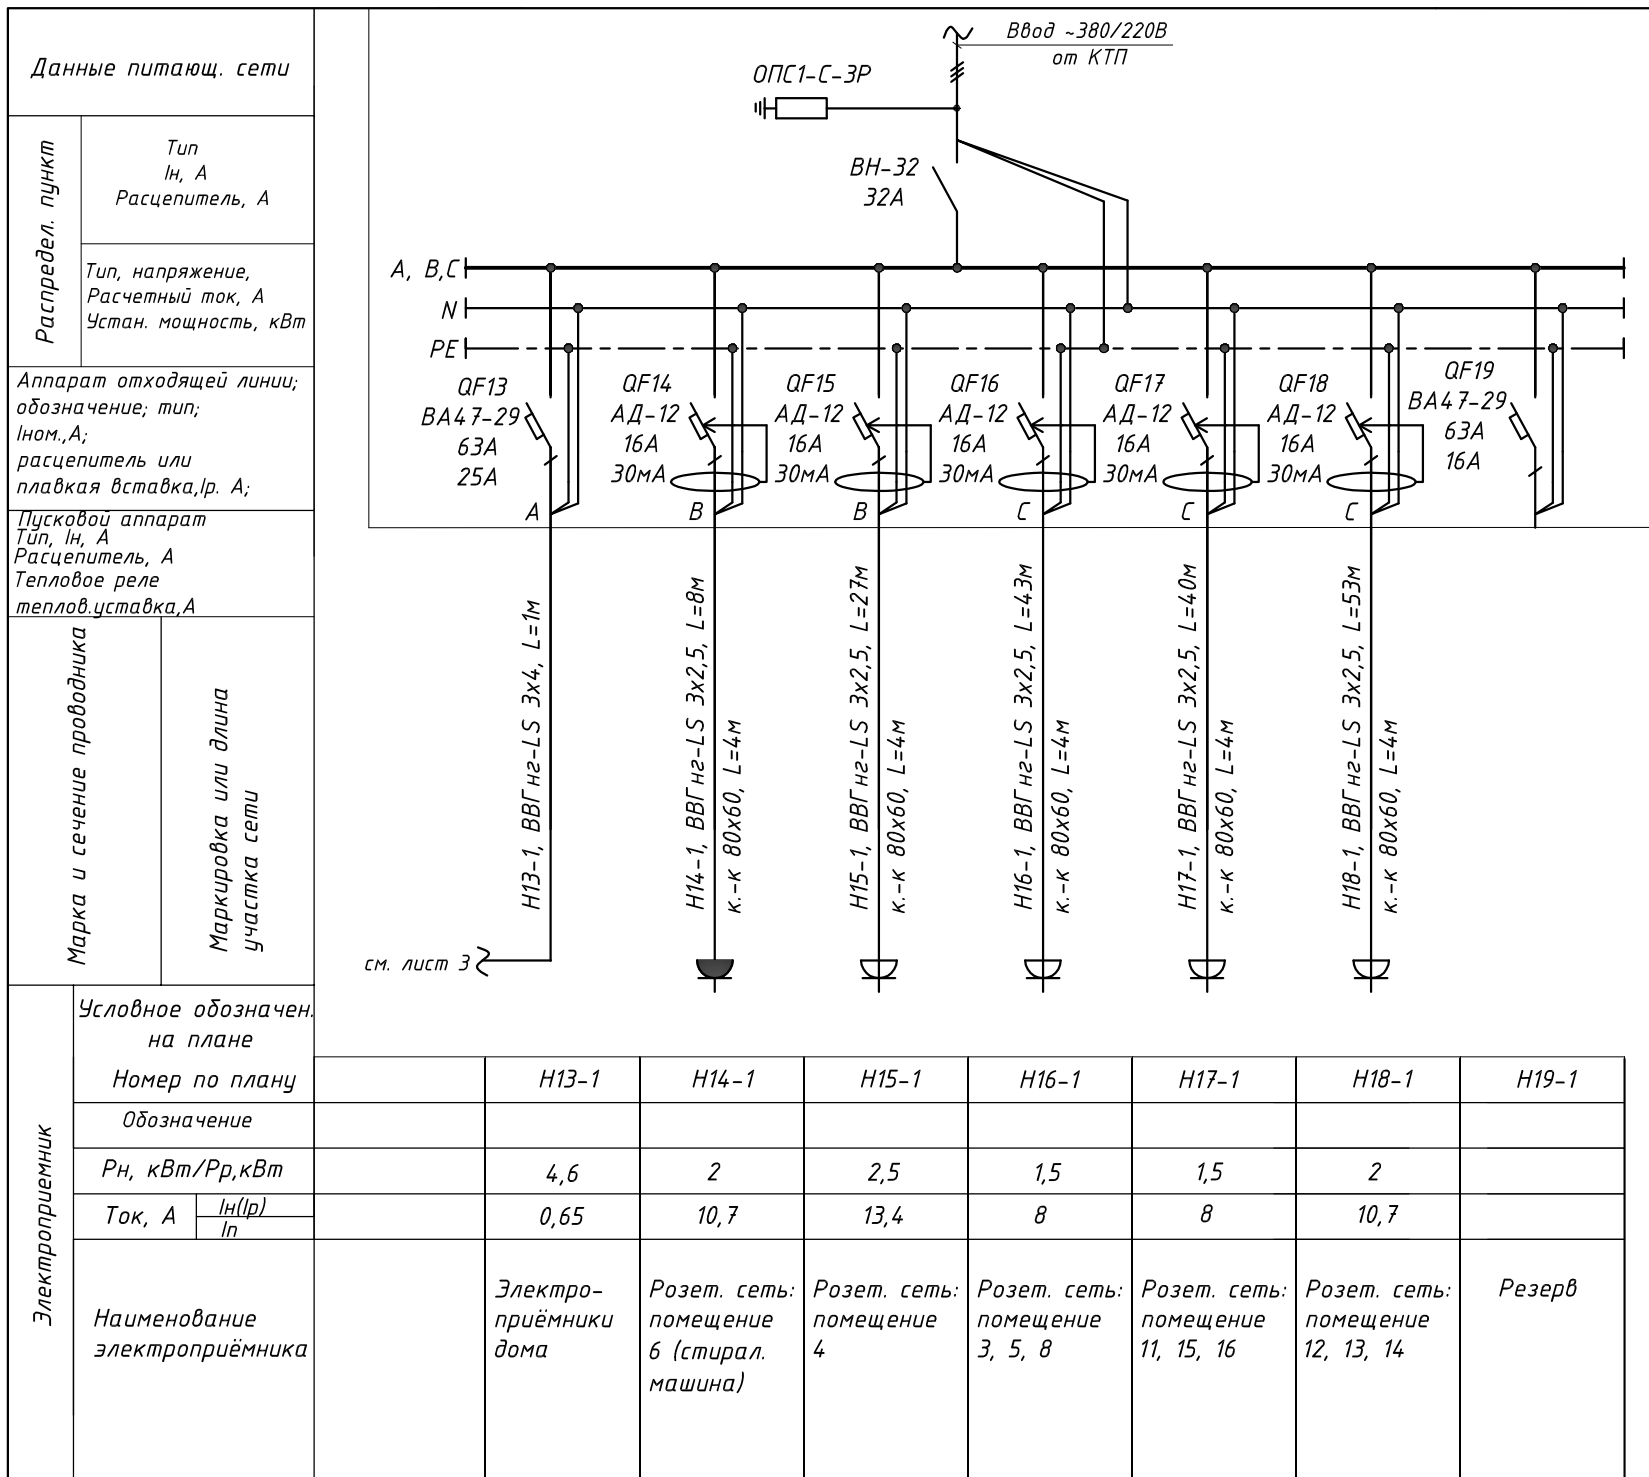 Данные питающ. сети
Распредел. пункт
Тип
Iн, А
Расцепитель, А
Тип, напряжение,
Расчетный ток, А
Устан. мощность, кВт
Аппарат отходящей линии;
обозначение; тип;
Iном.,А;
расцепитель или
плавкая вставка,Iр. А;
Пусковой аппарат
Тип, Iн, А
Расцепитель, А
Тепловое реле
теплов.уставка,А
Марка и сечение проводника
Маркировка или длина
участка сети
Ввод ~380/220В
от КТП
ОПС1-С-3Р
ВН-32
32А
А, В,С
N
PE
QF13
ВА47-29
63А
25А
А
QF14
АД-12
16А
30мА
В
QF15
АД-12
16А
30мА
В
QF16
АД-12
16А
30мА
С
QF17
АД-12
16А
30мА
С
QF18
АД-12
16А
30мА
С
QF19
ВА47-29
63А
16А
Н13-1, ВВГнг-LS 3х4, L=1м
Н14-1, ВВГнг-LS 3х2,5, L=8м
к.-к 80х60, L=4м
Н15-1, ВВГнг-LS 3х2,5, L=27м
к.-к 80х60, L=4м
Н16-1, ВВГнг-LS 3х2,5, L=43м
к.-к 80х60, L=4м
Н17-1, ВВГнг-LS 3х2,5, L=40м
к.-к 80х60, L=4м
Н18-1, ВВГнг-LS 3х2,5, L=53м
к.-к 80х60, L=4м
см. лист 3
Электроприемник
Условное обозначен.
на плане
Номер по плану
Н13-1
Н14-1
Н15-1
Н16-1
Н17-1
Н18-1
Н19-1
Обозначение
Рн, кВт/Рр,кВт
4,6
2
2,5
1,5
1,5
2
Ток, А
Iн(Iр)
Iп
0,65
10,7
13,4
8
8
10,7
Наименование
электроприёмника
Электро-
приёмники
дома
Розет. сеть:
помещение
6 (стирал.
машина)
Розет. сеть:
помещение
4
Розет. сеть:
помещение
3, 5, 8
Розет. сеть:
помещение
11, 15, 16
Розет. сеть:
помещение
12, 13, 14
Резерв